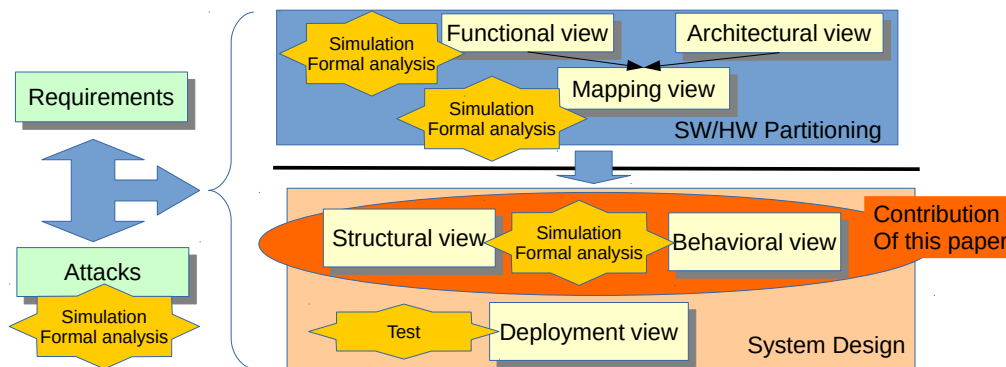 Requirements
Attacks
Simulation
Formal analysis
Simulation
Formal analysis
Functional view
Architectural view
Simulation
Formal analysis
Mapping view
SW/HW Partitioning
Structural view
Simulation
Formal analysis
Behavioral view
Contribution
Of this paper
Test
Deployment view
System Design